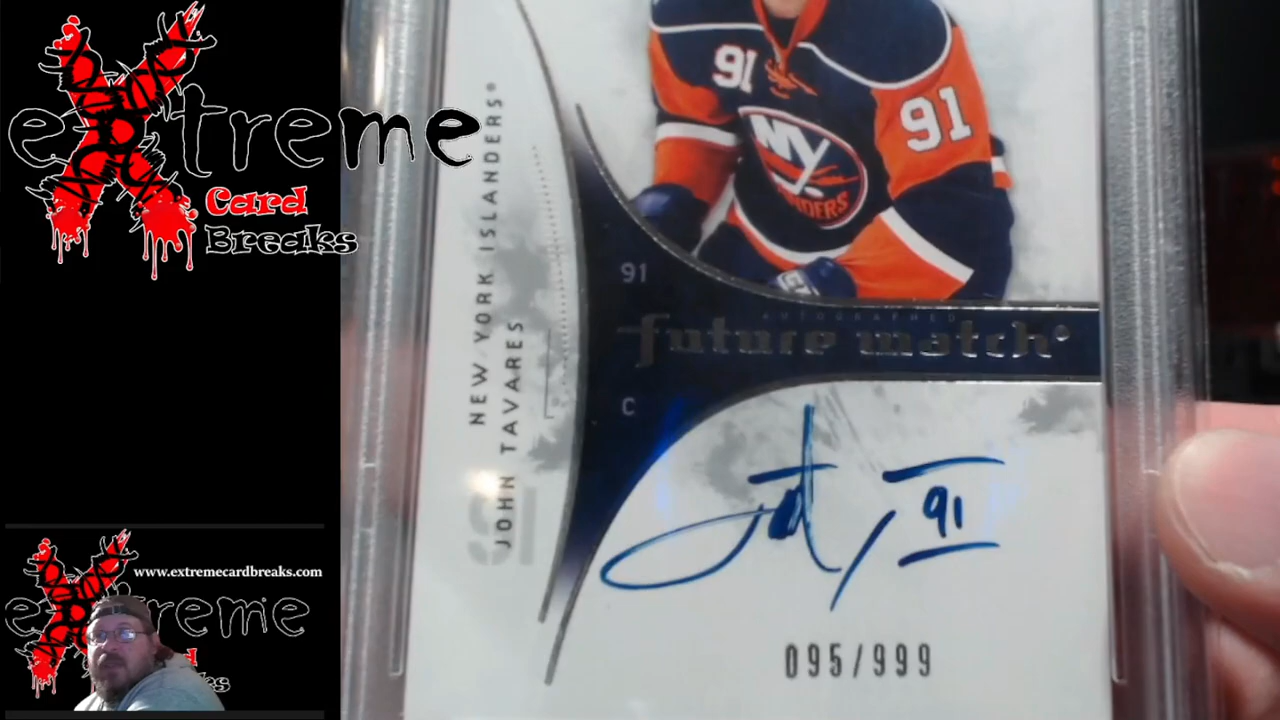 extreme
Card
Breaks
www.extremecardbreaks.com
extreme
NEW YORK ISLANDERS®
JOHN TAVARES
91
91
91
NY
91
AUTOGRAPHED
future watch
C
91
095/999